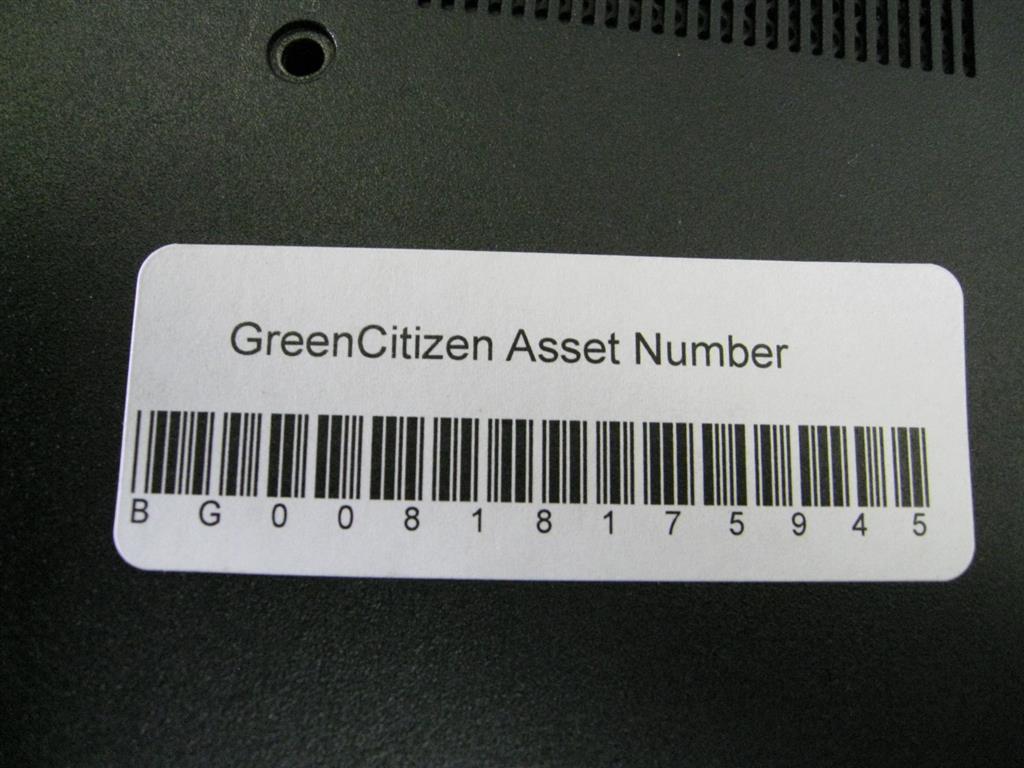 GreenCitizen Asset Number
B G 0 0 8 1 8 1 7 5 9 4 5